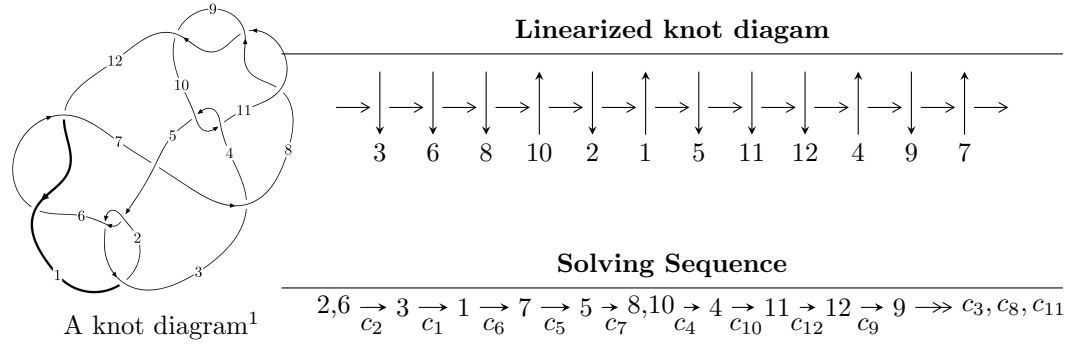 9
12
10
11
7
5
4
8
6
2
3
1
A knot diagram¹
Linearized knot diagam
3 6 8 10 2 1 5 11 12 4 9 7
Solving Sequence
2,6 → 3 → 1 → 7 → 5 → 8,10 → 4 → 11 → 12 → 9 ↠ c₃, c₈, c₁₁
c₂ c₁ c₆ c₅ c₇ c₄ c₁₀ c₁₂ c₉